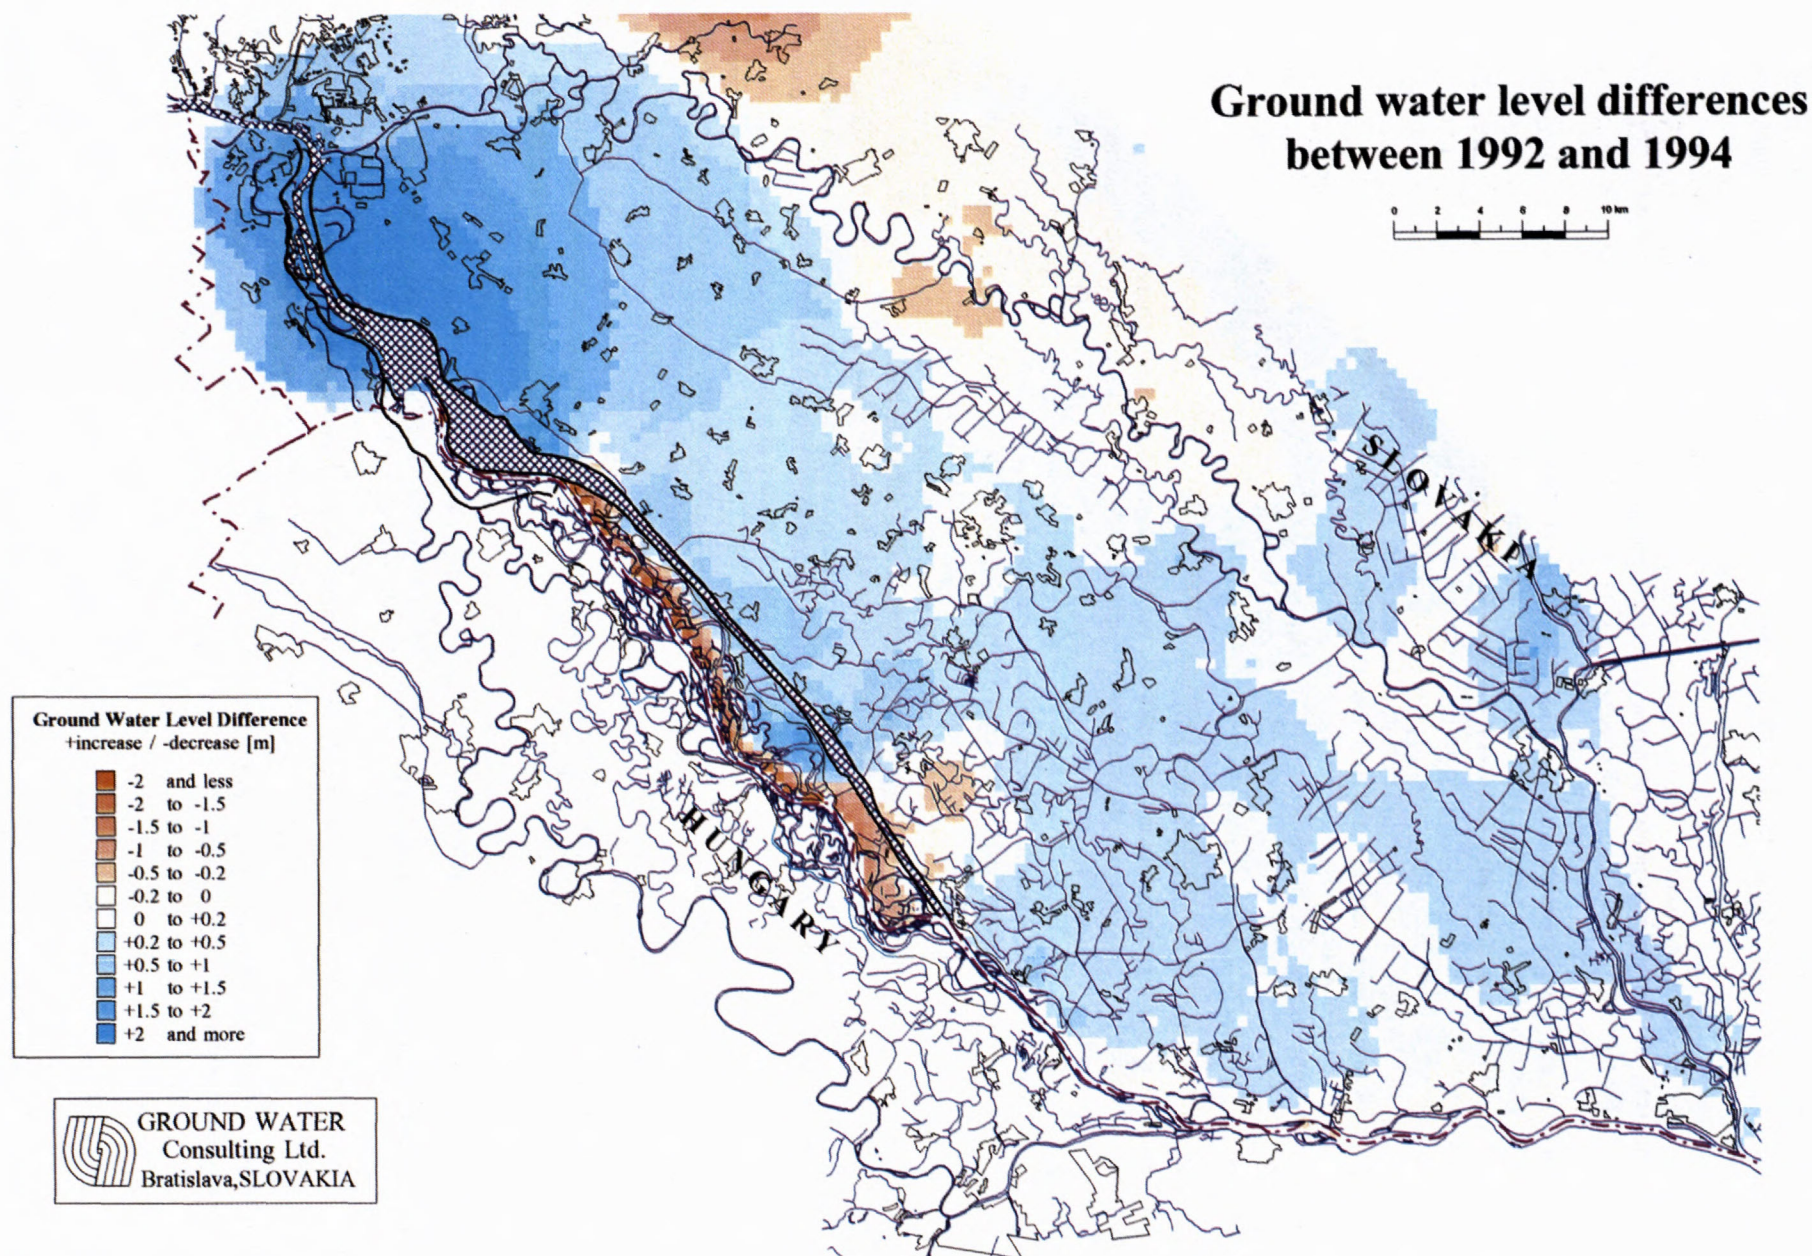 Ground water level differences
between 1992 and 1994
0 2 4 6 8 10 km
SLOVAKIA
HUNGARY
Ground Water Level Difference
+increase / -decrease [m]
-2 and less
-2 to -1.5
-1.5 to -1
-1 to -0.5
-0.5 to -0.2
-0.2 to 0
0 to +0.2
+0.2 to +0.5
+0.5 to +1
+1 to +1.5
+1.5 to +2
+2 and more
GROUND WATER
Consulting Ltd.
Bratislava,SLOVAKIA